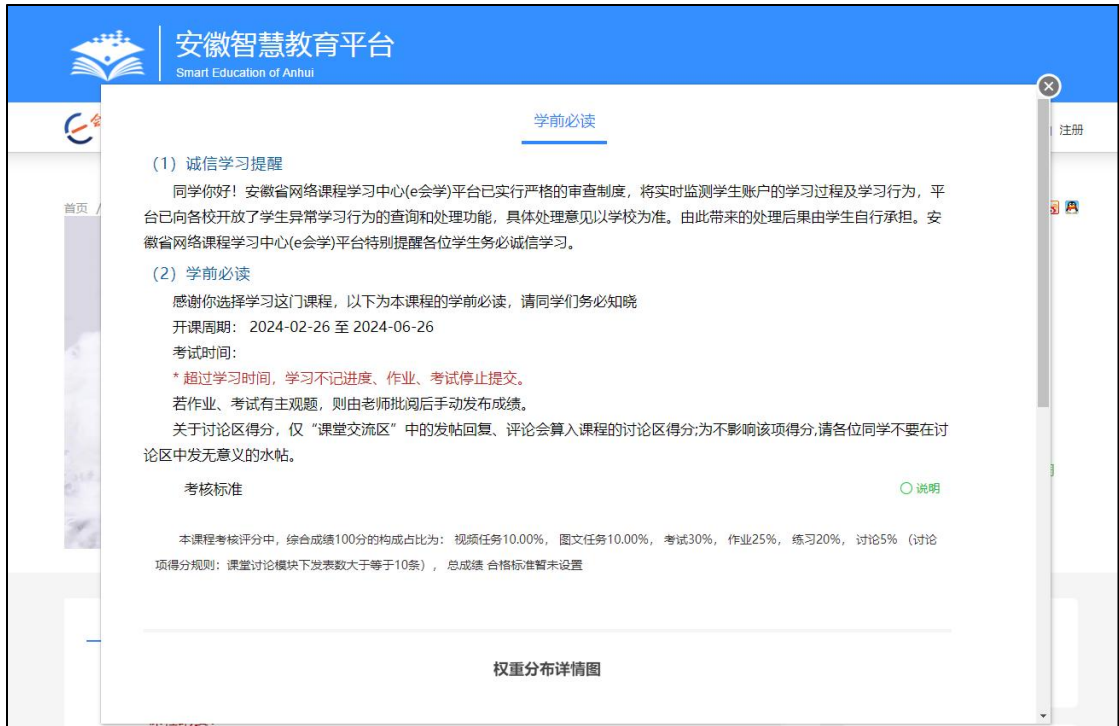 安徽智慧教育平台
Smart Education of Anhui
注册
学前必读
首页 /
（1）诚信学习提醒
同学你好！安徽省网络课程学习中心(e会学)平台已实行严格的审查制度，将实时监测学生账户的学习过程及学习行为，平
台已向各校开放了学生异常学习行为的查询和处理功能，具体处理意见以学校为准。由此带来的处理后果由学生自行承担。安
徽省网络课程学习中心(e会学)平台特别提醒各位学生务必诚信学习。
（2）学前必读
感谢你选择学习这门课程，以下为本课程的学前必读，请同学们务必知晓
开课周期： 2024-02-26 至 2024-06-26
考试时间：
* 超过学习时间，学习不记进度、作业、考试停止提交。
若作业、考试有主观题，则由老师批阅后手动发布成绩。
关于讨论区得分，仅“课堂交流区”中的发帖回复、评论会算入课程的讨论区得分;为不影响该项得分,请各位同学不要在讨
论区中发无意义的水帖。
考核标准
说明
本课程考核评分中，综合成绩100分的构成占比为： 视频任务10.00%， 图文任务10.00%， 考试30%， 作业25%， 练习20%， 讨论5% （讨论
项得分规则：课堂讨论模块下发表数大于等于10条）， 总成绩 合格标准暂未设置
权重分布详情图